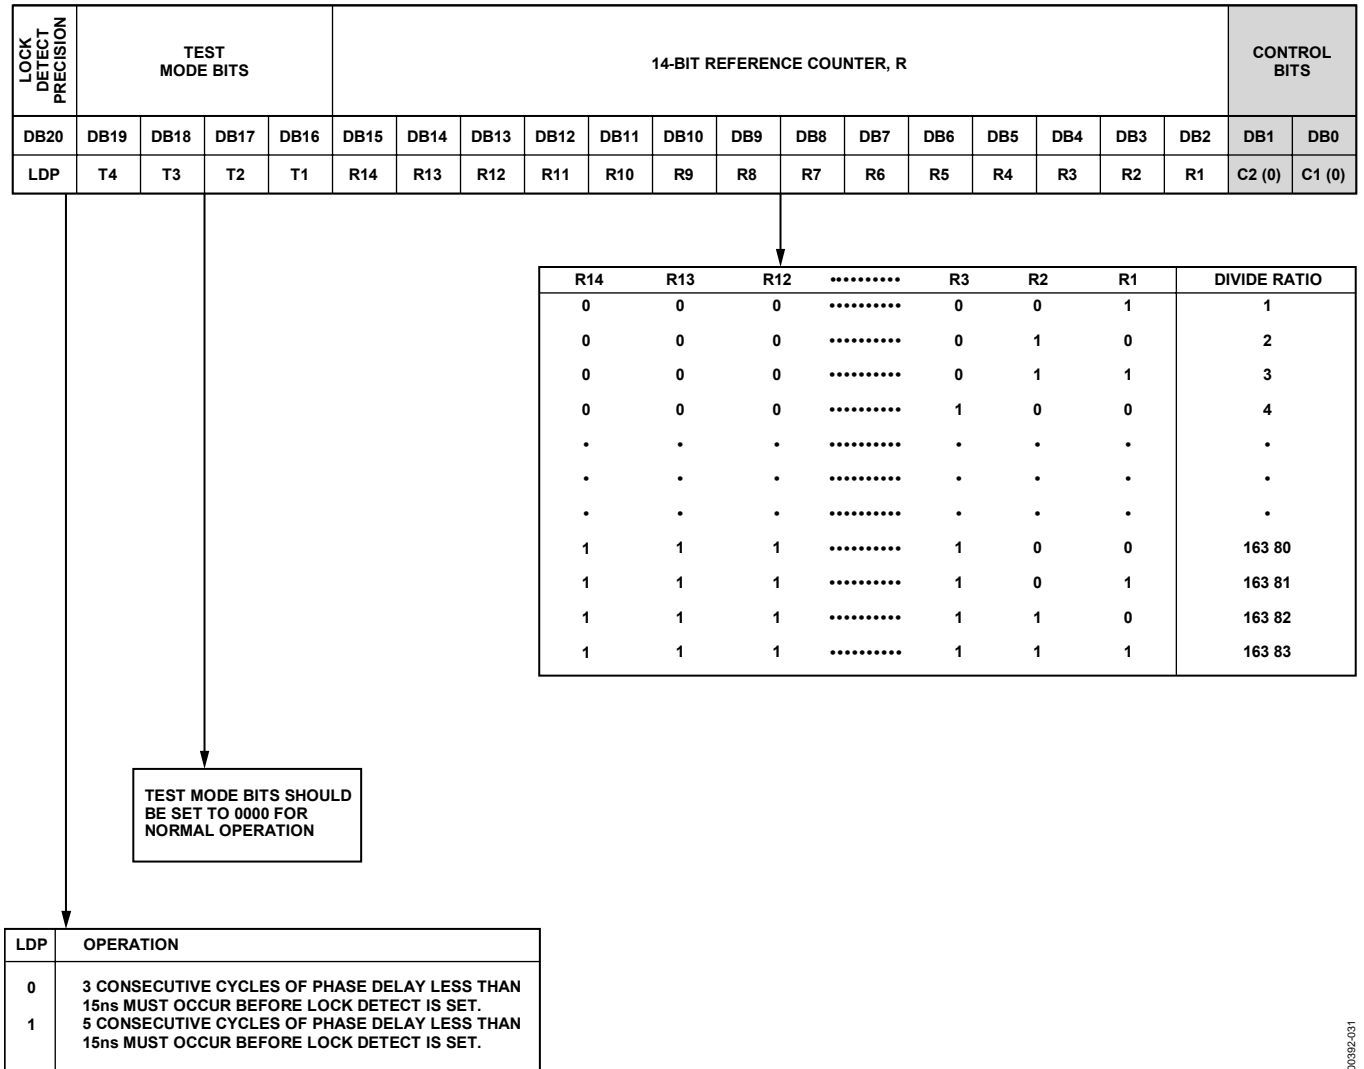 LOCK
DETECT
PRECISION
TEST
MODE BITS
14-BIT REFERENCE COUNTER, R
CONTROL
BITS
DB20 DB19 DB18 DB17 DB16 DB15 DB14 DB13 DB12 DB11 DB10 DB9 DB8 DB7 DB6 DB5 DB4 DB3 DB2 DB1 DB0
LDP T4 T3 T2 T1 R14 R13 R12 R11 R10 R9 R8 R7 R6 R5 R4 R3 R2 R1 C2 (0) C1 (0)
R14 R13 R12 •••••••••• R3 R2 R1 DIVIDE RATIO
0 0 0 •••••••••• 0 0 1 1
0 0 0 •••••••••• 0 1 0 2
0 0 0 •••••••••• 0 1 1 3
0 0 0 •••••••••• 1 0 0 4
• • • •••••••••• • • • •
• • • •••••••••• • • • •
• • • •••••••••• • • • •
1 1 1 •••••••••• 1 0 0 163 80
1 1 1 •••••••••• 1 0 1 163 81
1 1 1 •••••••••• 1 1 0 163 82
1 1 1 •••••••••• 1 1 1 163 83
TEST MODE BITS SHOULD
BE SET TO 0000 FOR
NORMAL OPERATION
LDP OPERATION
0 3 CONSECUTIVE CYCLES OF PHASE DELAY LESS THAN
15ns MUST OCCUR BEFORE LOCK DETECT IS SET.
1 5 CONSECUTIVE CYCLES OF PHASE DELAY LESS THAN
15ns MUST OCCUR BEFORE LOCK DETECT IS SET.
00392-031